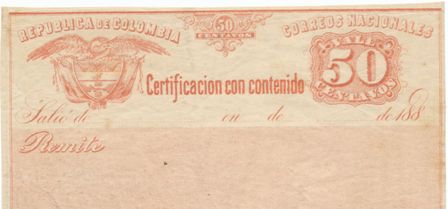 REPUBLICA DE COLOMBIA
50
CENTAVOS
CORREOS NACIONALES
Certificacion con contenido
VALE
50
CENTAVOS
Salió de en de de 188
Remite